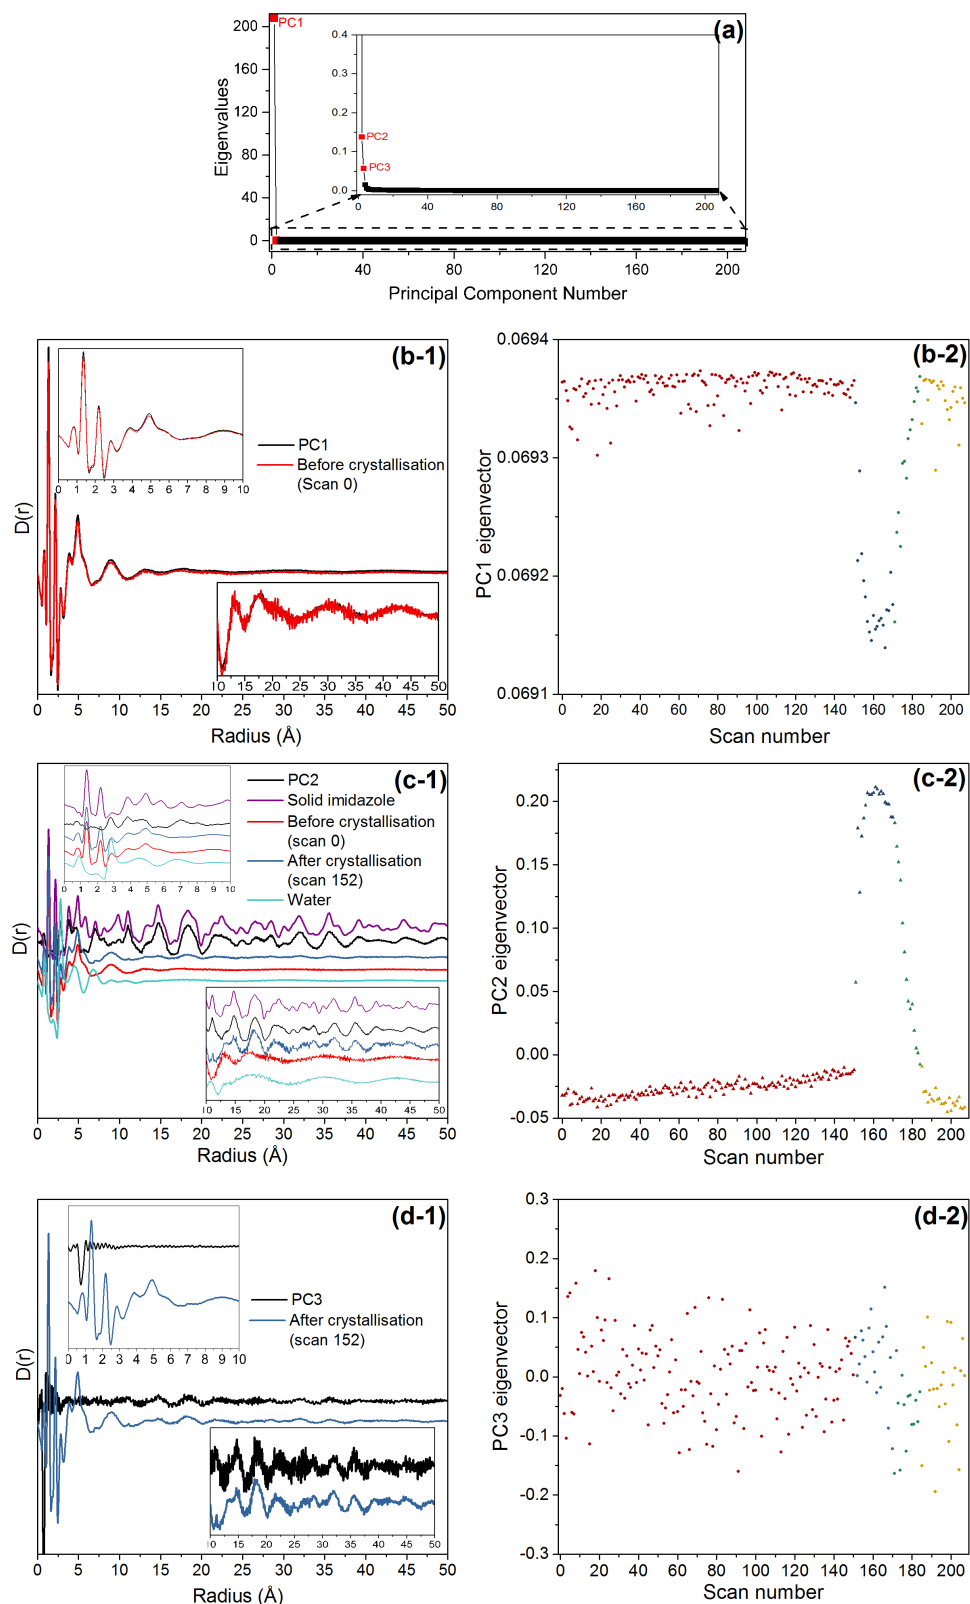 (a)
PC1
200
160
120
80
40
0
Eigenvalues
0.4
0.3
0.2
0.1
0.0
PC2
PC3
0 40 80 120 160 200
0 40 80 120 160 200
Principal Component Number
(b-1)
0 1 2 3 4 5 6 7 8 9 10
PC1
Before crystallisation
(Scan 0)
D(r)
10 15 20 25 30 35 40 45 50
0 5 10 15 20 25 30 35 40 45 50
Radius (Å)
(b-2)
0.0694
0.0693
0.0692
0.0691
PC1 eigenvector
0 20 40 60 80 100 120 140 160 180 200
Scan number
(c-1)
0 1 2 3 4 5 6 7 8 9 10
PC2
Solid imidazole
Before crystallisation
(scan 0)
After crystallisation
(scan 152)
Water
D(r)
10 15 20 25 30 35 40 45 50
0 5 10 15 20 25 30 35 40 45 50
Radius (Å)
(c-2)
0.20
0.15
0.10
0.05
0.00
-0.05
PC2 eigenvector
0 20 40 60 80 100 120 140 160 180 200
Scan number
(d-1)
0 1 2 3 4 5 6 7 8 9 10
PC3
After crystallisation
(scan 152)
D(r)
10 15 20 25 30 35 40 45 50
0 5 10 15 20 25 30 35 40 45 50
Radius (Å)
(d-2)
0.3
0.2
0.1
0.0
-0.1
-0.2
-0.3
PC3 eigenvector
0 20 40 60 80 100 120 140 160 180 200
Scan number